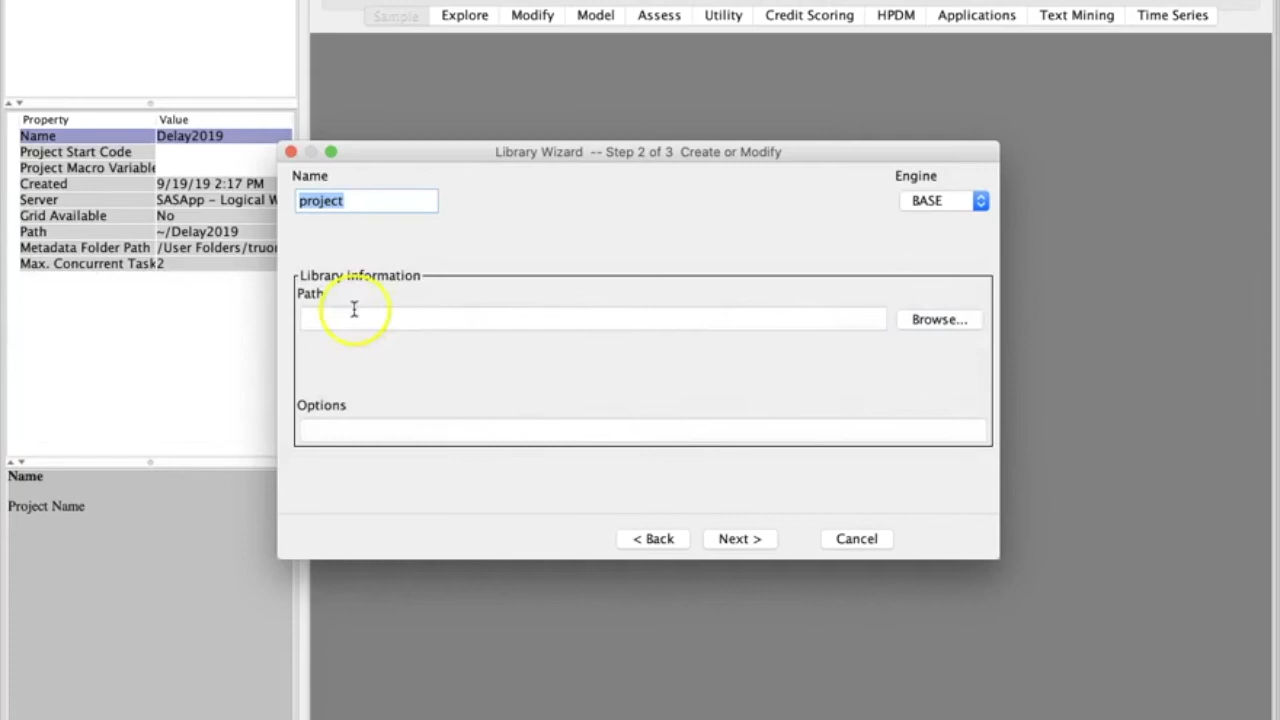 Sample Explore Modify Model Assess Utility Credit Scoring HPDM Applications Text Mining Time Series
Property Value
Name Delay2019
Project Start Code
Project Macro Variable
Created 9/19/19 2:17 PM
Server SASApp - Logical W
Grid Available No
Path ~/Delay2019
Metadata Folder Path /User Folders/truon
Max. Concurrent Task 2
Name
Project Name
Library Wizard -- Step 2 of 3 Create or Modify
Name Engine
project BASE
Library Information
Path
Browse...
Options
< Back Next > Cancel